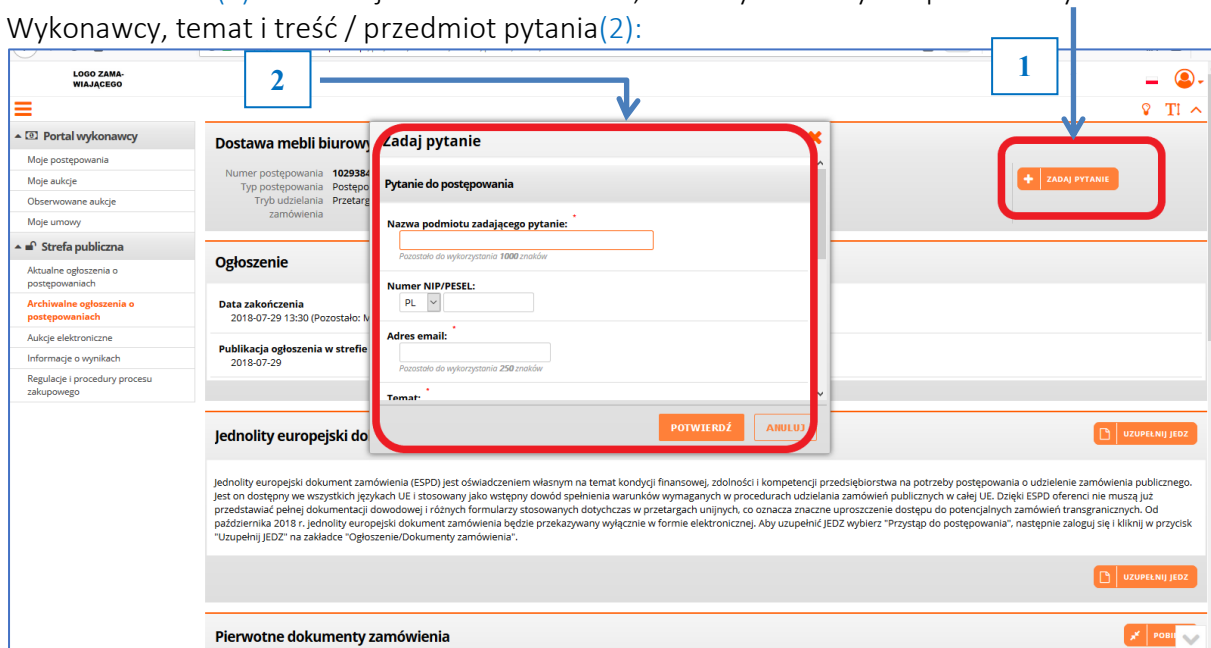 Wykonawcy, temat i treść / przedmiot pytania(2):
1
2
LOGO ZAMA-
WIAJĄCEGO
Portal wykonawcy
Moje postępowania
Moje aukcje
Obserwowane aukcje
Moje umowy
Strefa publiczna
Aktualne ogłoszenia o
postępowaniach
Archiwalne ogłoszenia o
postępowaniach
Aukcje elektroniczne
Informacje o wynikach
Regulacje i procedury procesu
zakupowego
TI
Dostawa mebli biurowy
Numer postępowania 1029384
Typ postępowania Postępo
Tryb udzielania Przetarg
zamówienia
ZADAJ PYTANIE
Zadaj pytanie
Pytanie do postępowania
Nazwa podmiotu zadającego pytanie: *
Pozostało do wykorzystania 1000 znaków
Numer NIP/PESEL:
PL
Adres email: *
Pozostało do wykorzystania 250 znaków
Temat: *
POTWIERDŹ
ANULUJ
Ogłoszenie
Data zakończenia
2018-07-29 13:30 (Pozostało: M
Publikacja ogłoszenia w strefie
2018-07-29
Jednolity europejski do
UZUPEŁNIJ JEDZ
Jednolity europejski dokument zamówienia (ESPD) jest oświadczeniem własnym na temat kondycji finansowej, zdolności i kompetencji przedsiębiorstwa na potrzeby postępowania o udzielenie zamówienia publicznego.
Jest on dostępny we wszystkich językach UE i stosowany jako wstępny dowód spełnienia warunków wymaganych w procedurach udzielania zamówień publicznych w całej UE. Dzięki ESPD oferenci nie muszą już
przedstawiać pełnej dokumentacji dowodowej i różnych formularzy stosowanych dotychczas w przetargach unijnych, co oznacza znaczne uproszczenie dostępu do potencjalnych zamówień transgranicznych. Od
października 2018 r. jednolity europejski dokument zamówienia będzie przekazywany wyłącznie w formie elektronicznej. Aby uzupełnić JEDZ wybierz "Przystąp do postępowania", następnie zaloguj się i kliknij w przycisk
"Uzupełnij JEDZ" na zakładce "Ogłoszenie/Dokumenty zamówienia".
UZUPEŁNIJ JEDZ
Pierwotne dokumenty zamówienia